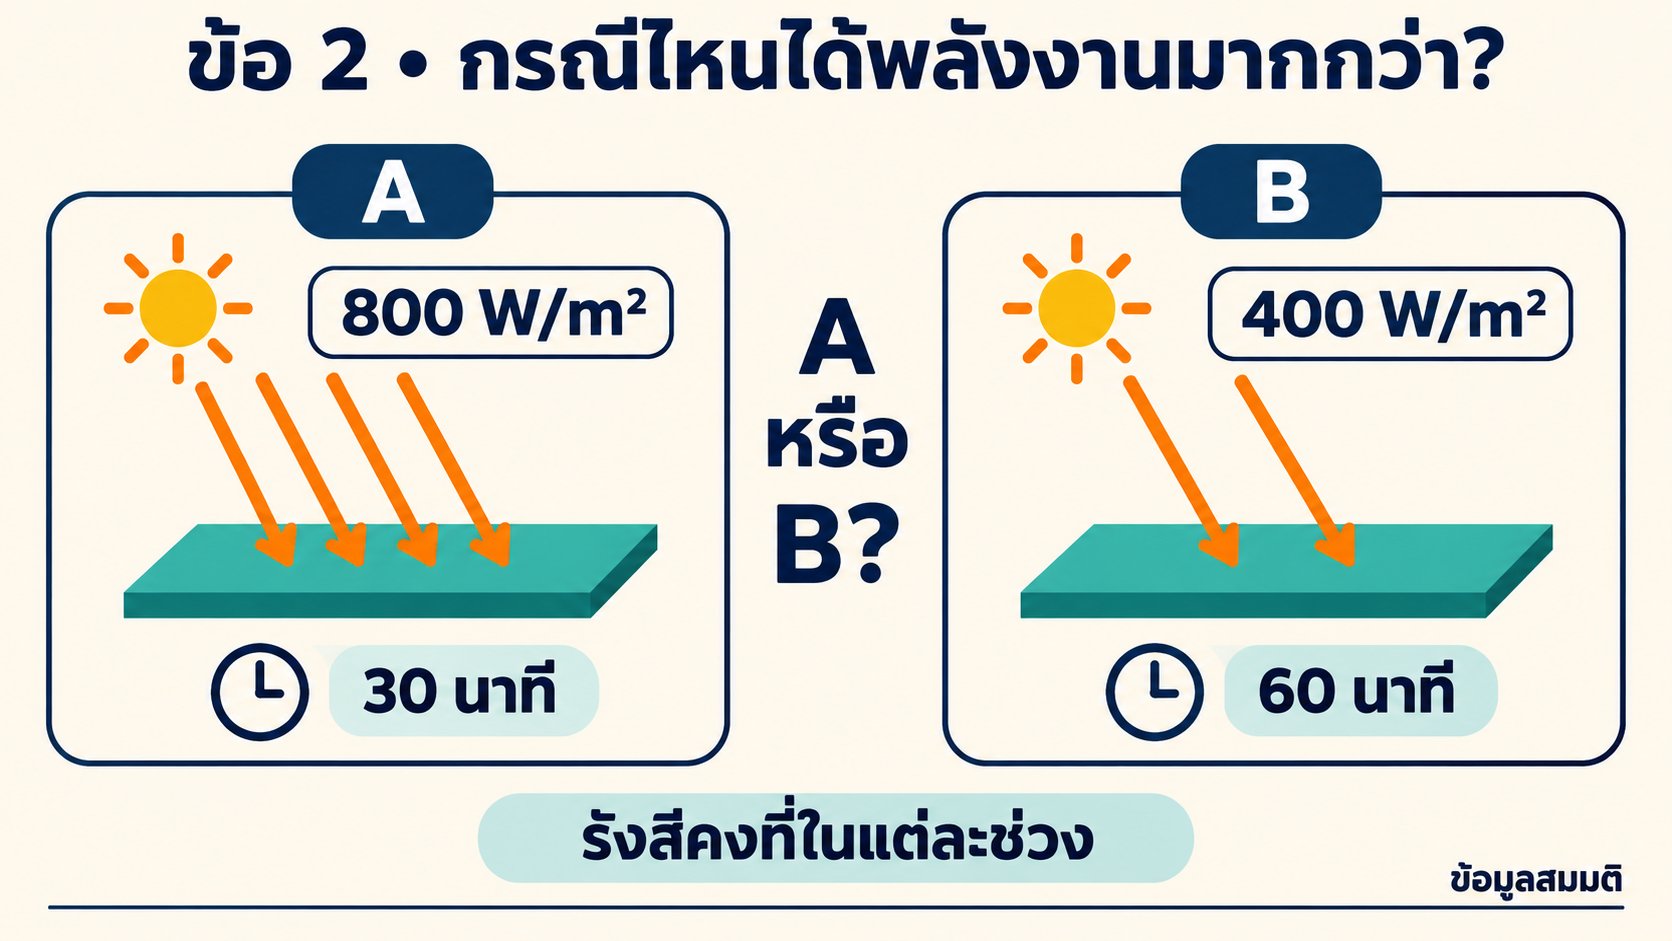 ข้อ 2 • กรณีไหนได้พลังงานมากกว่า?
A
800 W/m²
30 นาที
A
หรือ
B?
B
400 W/m²
60 นาที
รังสีคงที่ในแต่ละช่วง
ข้อมูลสมมติ